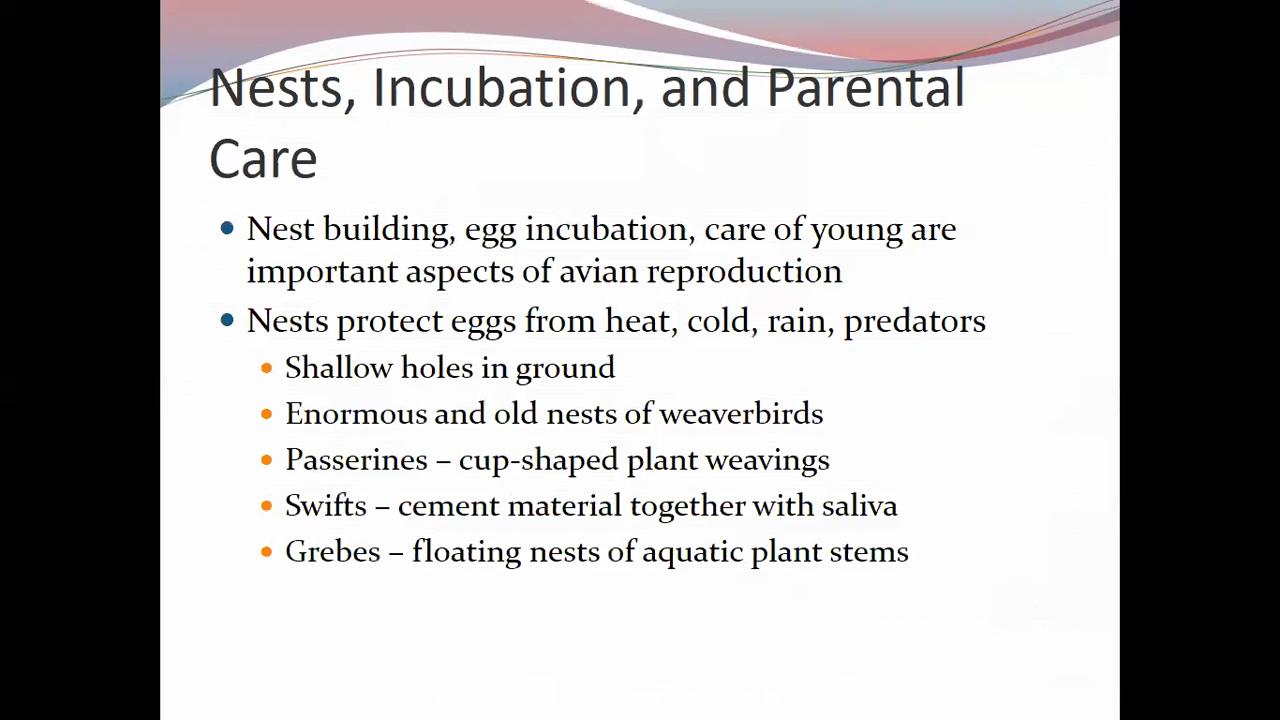 Nests, Incubation, and Parental
Care
• Nest building, egg incubation, care of young are
important aspects of avian reproduction
• Nests protect eggs from heat, cold, rain, predators
• Shallow holes in ground
• Enormous and old nests of weaverbirds
• Passerines – cup-shaped plant weavings
• Swifts – cement material together with saliva
• Grebes – floating nests of aquatic plant stems